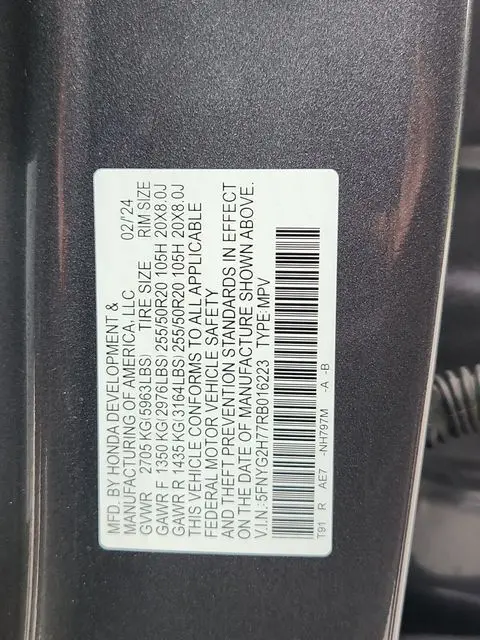 MFD. BY HONDA DEVELOPMENT &
MANUFACTURING OF AMERICA, LLC 02/'24
GVWR 2705 KG(5963LBS) TIRE SIZE RIM SIZE
GAWR F 1350 KG(2976LBS) 255/50R20 105H 20X8.0J
GAWR R 1435 KG(3164LBS) 255/50R20 105H 20X8.0J
THIS VEHICLE CONFORMS TO ALL APPLICABLE
FEDERAL MOTOR VEHICLE SAFETY
AND THEFT PREVENTION STANDARDS IN EFFECT
ON THE DATE OF MANUFACTURE SHOWN ABOVE.
V.I.N.:5FNYG2H77RB016223 TYPE:MPV
T91 R AE7 -NH797M -A -B